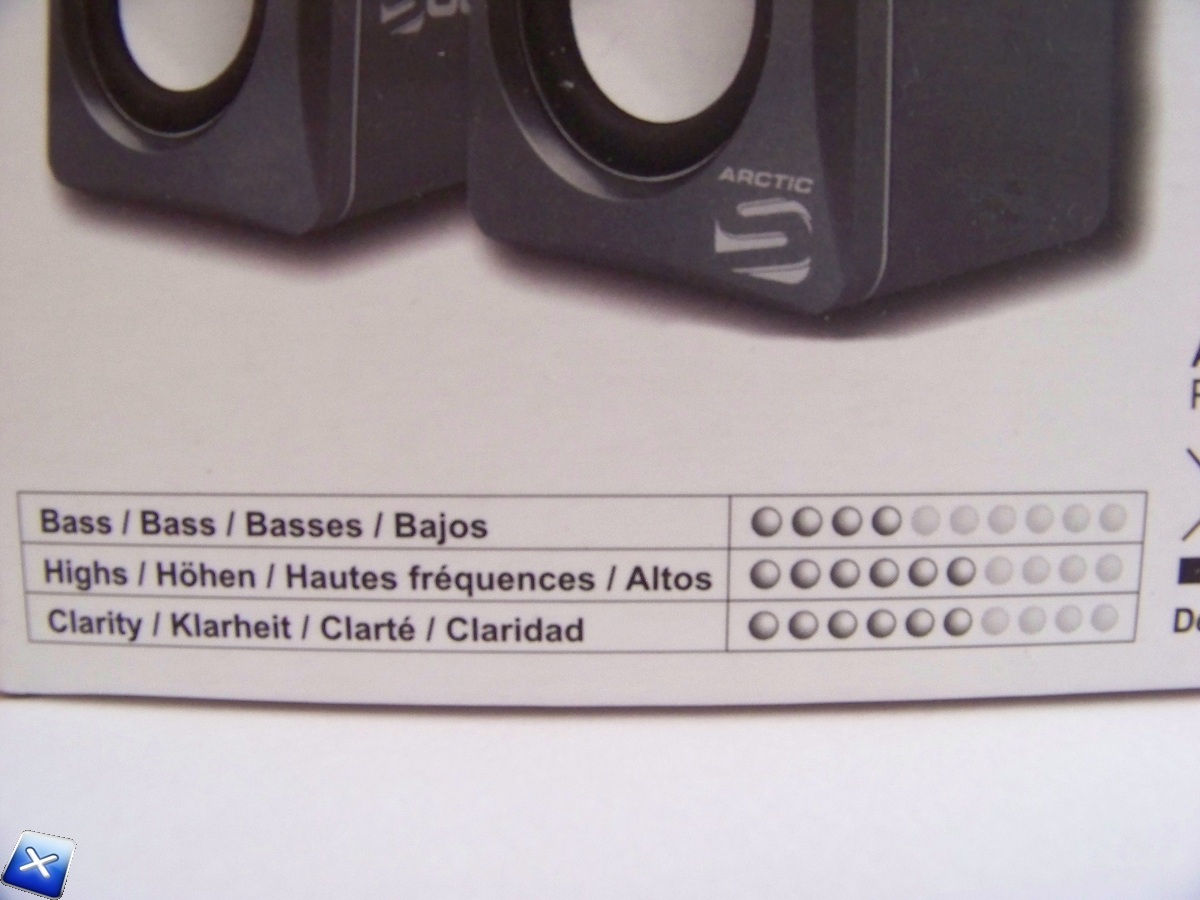 ARCTIC
Bass / Bass / Basses / Bajos
Highs / Höhen / Hautes fréquences / Altos
Clarity / Klarheit / Clarté / Claridad